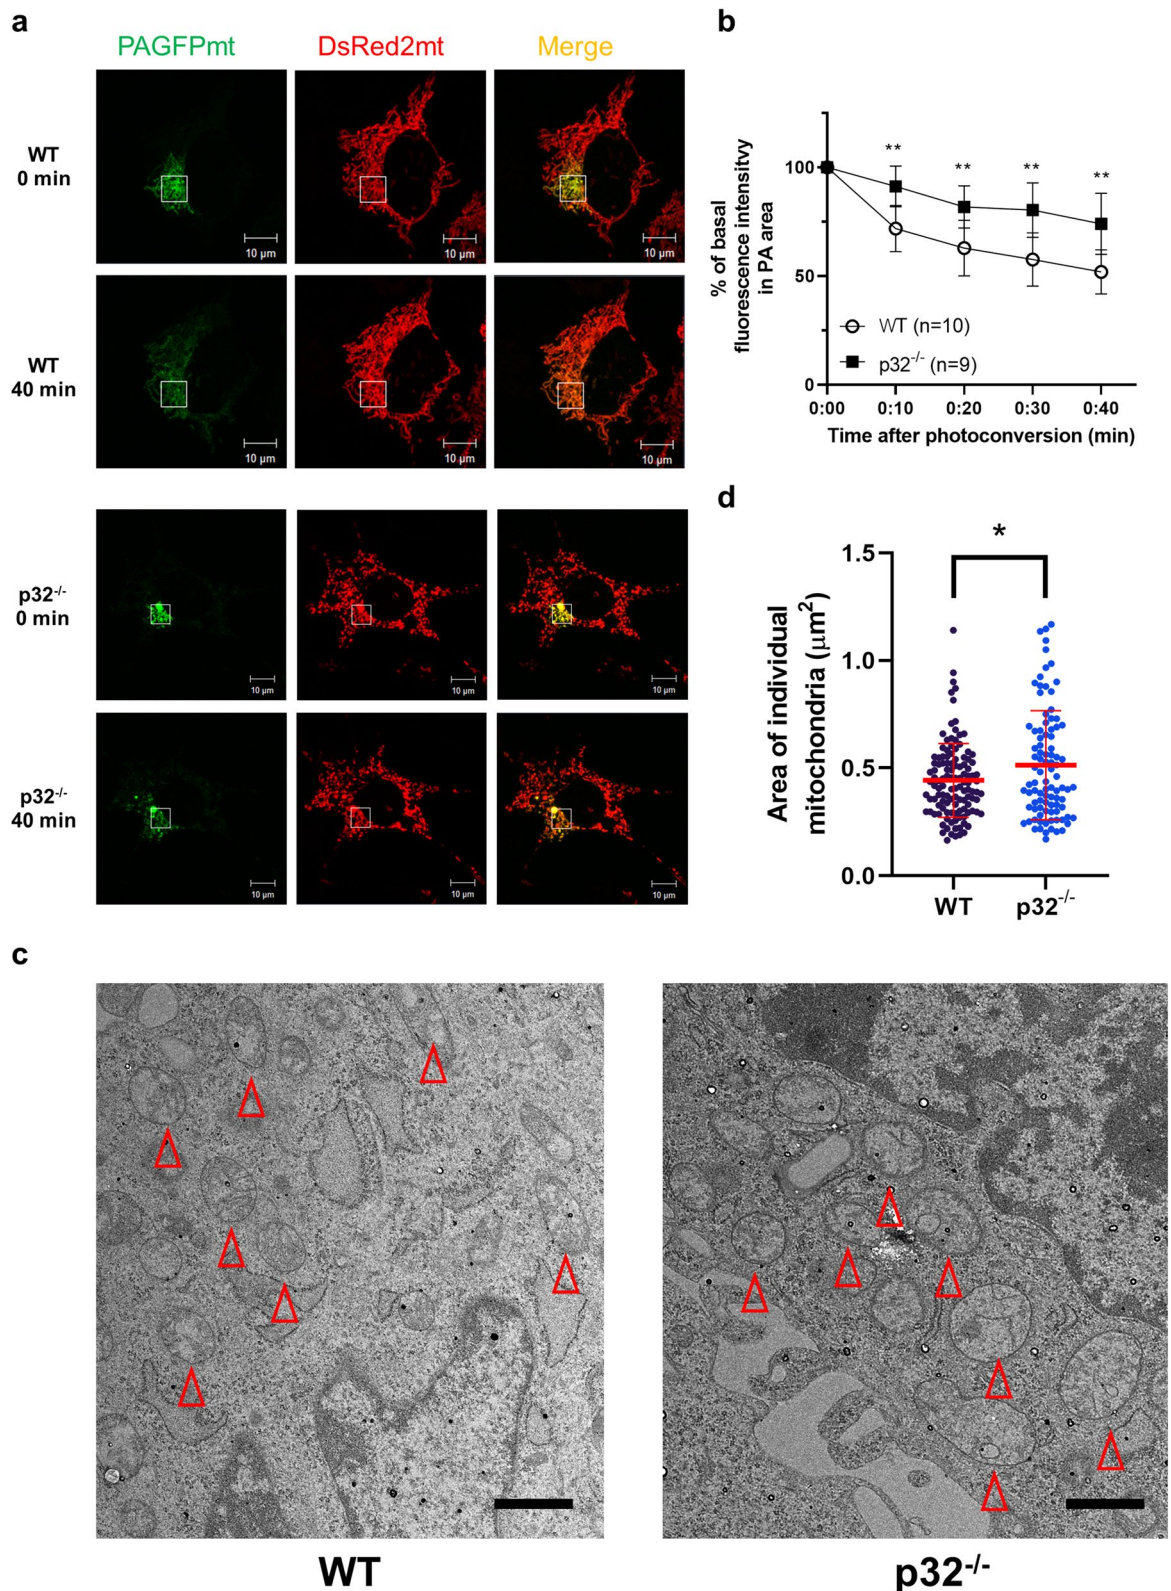 a
PAGFPmt DsRed2mt Merge
WT
0 min
10 µm 10 µm 10 µm
WT
40 min
10 µm 10 µm 10 µm
p32-/-
0 min
10 µm 10 µm 10 µm
p32-/-
40 min
10 µm 10 µm 10 µm
b
% of basal
fluorescence intensitvy
in PA area
100
50
0
** ** ** **
WT (n=10)
p32-/- (n=9)
0:00 0:10 0:20 0:30 0:40
Time after photoconversion (min)
d
*
Area of individual
mitochondria (µm2)
1.5
1.0
0.5
0.0
WT p32-/-
c
WT p32-/-